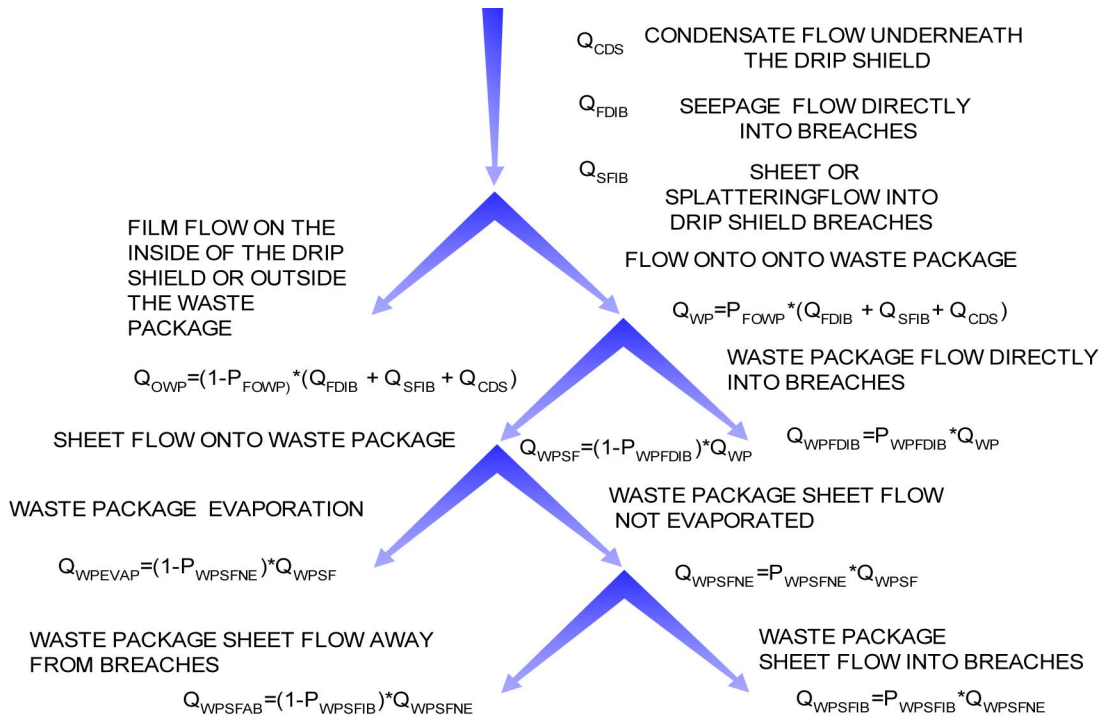 Q_CDS CONDENSATE FLOW UNDERNEATH
THE DRIP SHIELD
Q_FDIB SEEPAGE FLOW DIRECTLY
INTO BREACHES
Q_SFIB SHEET OR
SPLATTERINGFLOW INTO
DRIP SHIELD BREACHES
FILM FLOW ON THE
INSIDE OF THE DRIP
SHIELD OR OUTSIDE
THE WASTE
PACKAGE
FLOW ONTO ONTO WASTE PACKAGE
Q_WP=P_FOWP*(Q_FDIB + Q_SFIB + Q_CDS)
Q_OWP=(1-P_FOWP)*(Q_FDIB + Q_SFIB + Q_CDS)
WASTE PACKAGE FLOW DIRECTLY
INTO BREACHES
SHEET FLOW ONTO WASTE PACKAGE
Q_WPSF=(1-P_WPFDIB)*Q_WP
Q_WPFDIB=P_WPFDIB*Q_WP
WASTE PACKAGE EVAPORATION
WASTE PACKAGE SHEET FLOW
NOT EVAPORATED
Q_WPEVAP=(1-P_WPSFNE)*Q_WPSF
Q_WPSFNE=P_WPSFNE*Q_WPSF
WASTE PACKAGE SHEET FLOW AWAY
FROM BREACHES
WASTE PACKAGE
SHEET FLOW INTO BREACHES
Q_WPSFAB=(1-P_WPSFIB)*Q_WPSFNE
Q_WPSFIB=P_WPSFIB*Q_WPSFNE